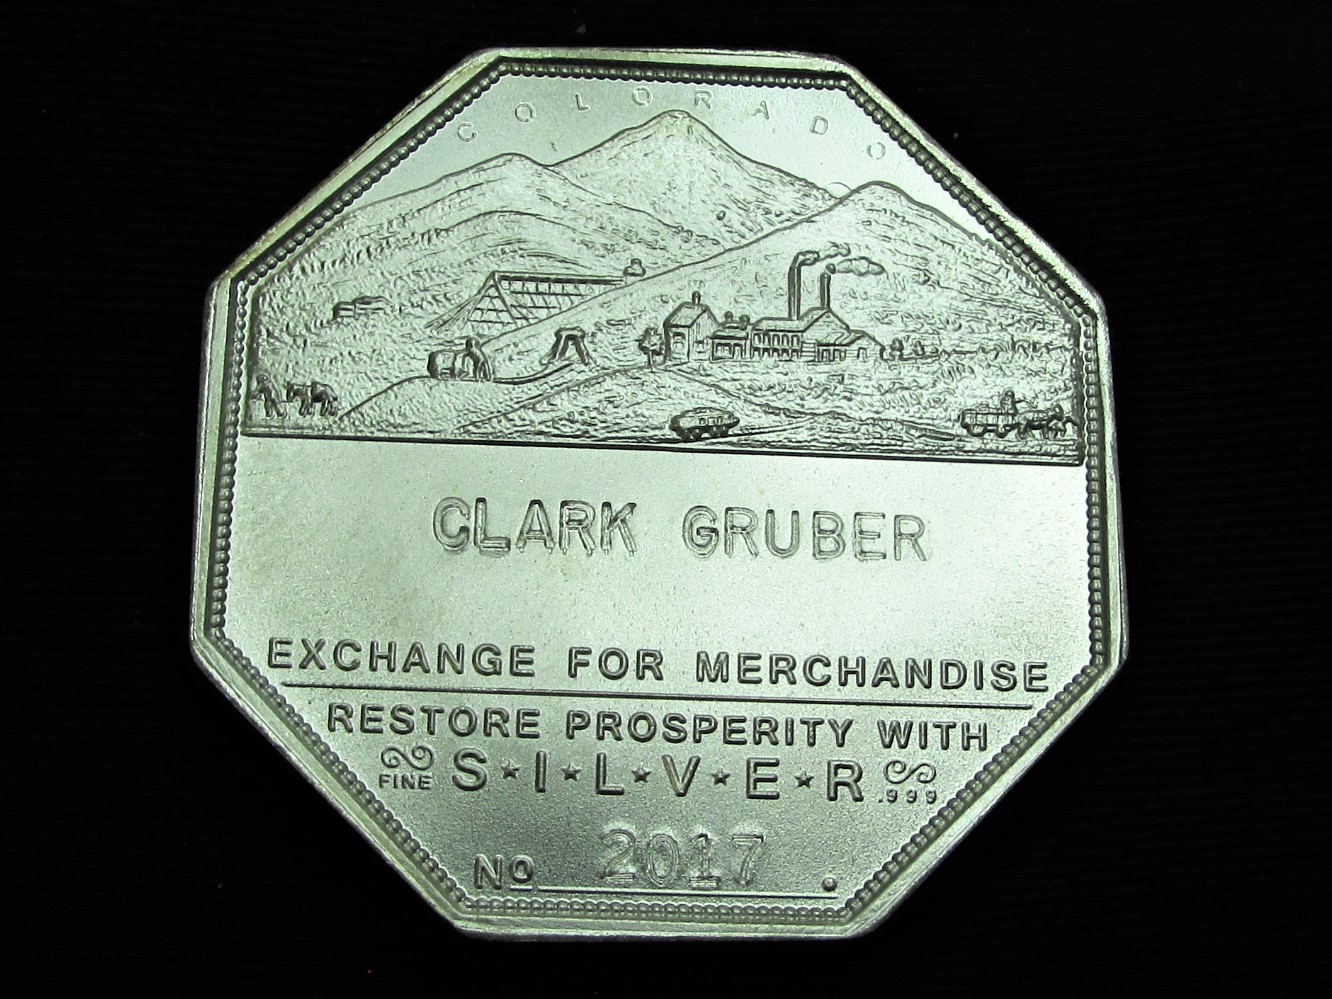 COLORADO
CLARK GRUBER
EXCHANGE FOR MERCHANDISE
RESTORE PROSPERITY WITH
FINE S★I★L★V★E★R .999
NO 2017.